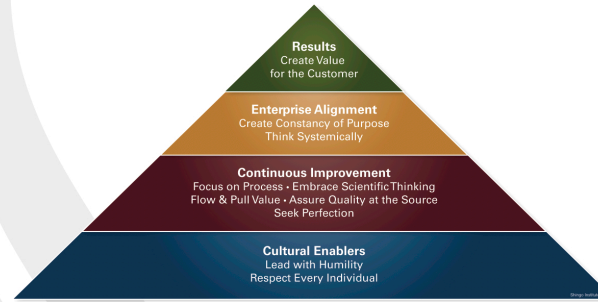 Results
Create Value
for the Customer
Enterprise Alignment
Create Constancy of Purpose
Think Systemically
Continuous Improvement
Focus on Process • Embrace Scientific Thinking
Flow & Pull Value • Assure Quality at the Source
Seek Perfection
Cultural Enablers
Lead with Humility
Respect Every Individual